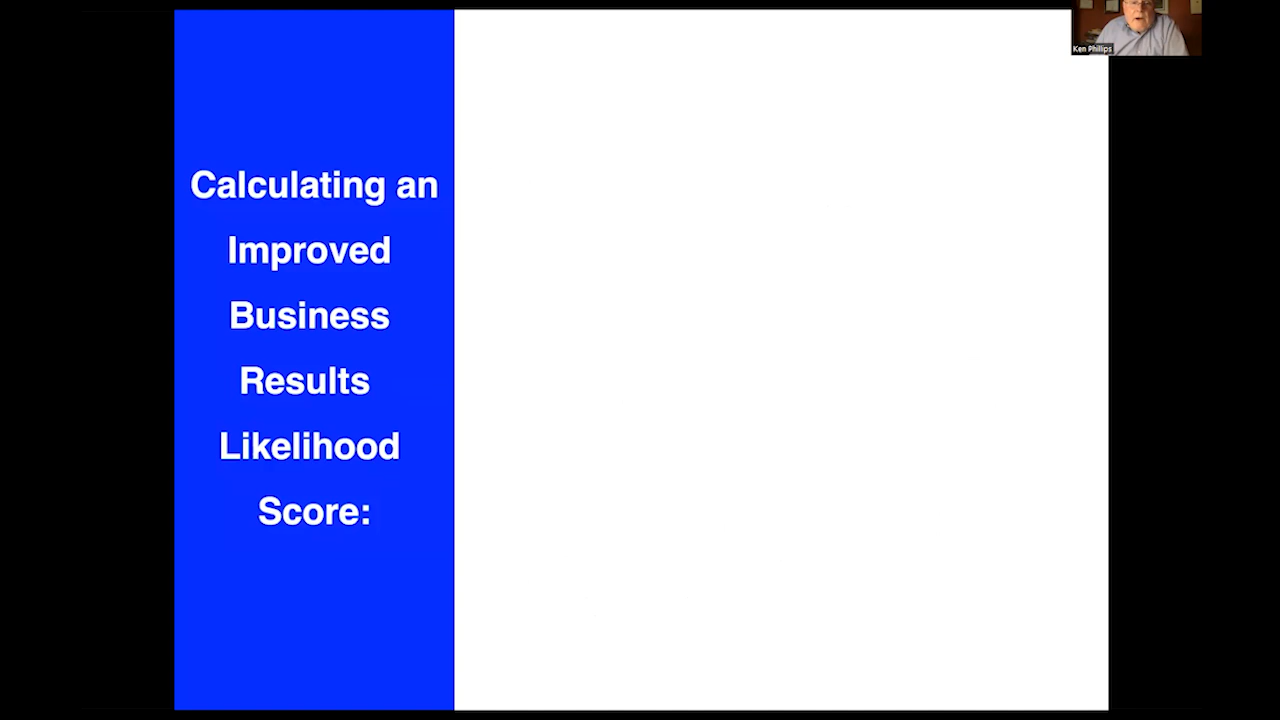 Ken Phillips
Calculating an
Improved
Business
Results
Likelihood
Score: